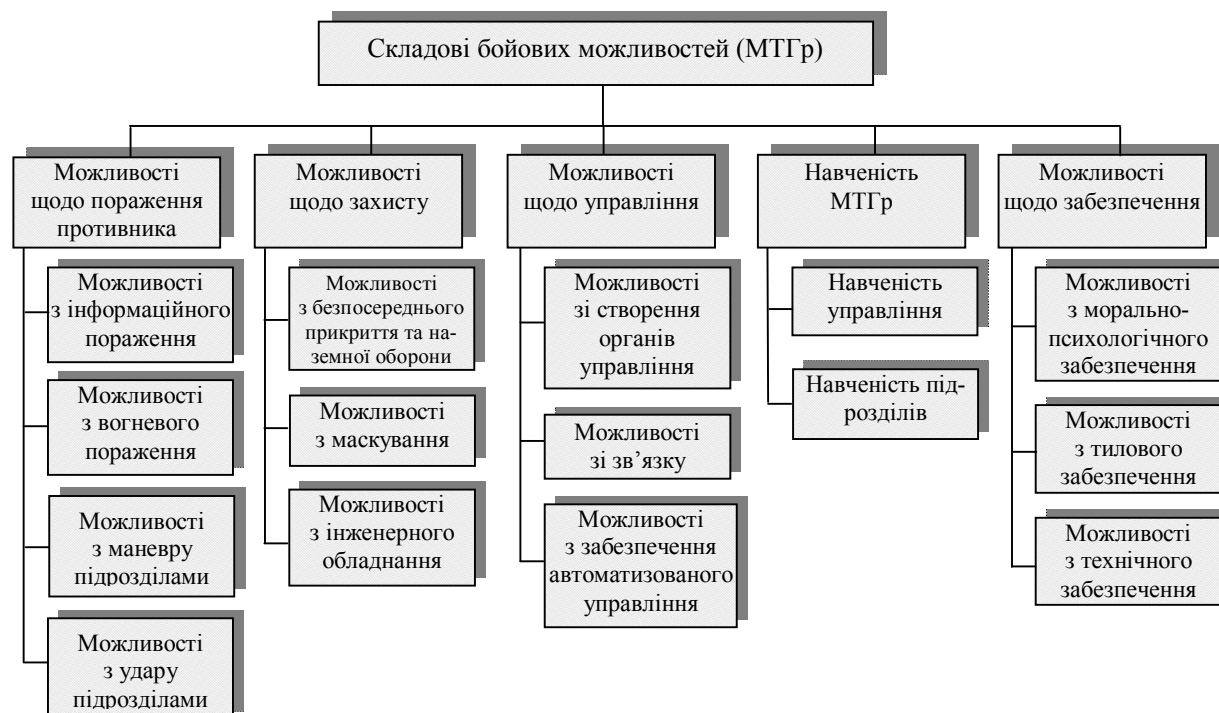 Складові бойових можливостей (МТГр)
Можливості
щодо пораження
противника
Можливості
з інформаційного
пораження
Можливості
з вогневого
пораження
Можливості
з маневру
підрозділами
Можливості
з удару
підрозділами
Можливості
щодо захисту
Можливості
з безпосереднього
прикриття та на-
земної оборони
Можливості
з маскування
Можливості
з інженерного
обладнання
Можливості
щодо управління
Можливості
зі створення
органів
управління
Можливості
зі зв’язку
Можливості
з забезпечення
автоматизованого
управління
Навченість
МТГр
Навченість
управління
Навченість під-
розділів
Можливості
щодо забезпечення
Можливості
з морально-
психологічного
забезпечення
Можливості
з тилового
забезпечення
Можливості
з технічного
забезпечення